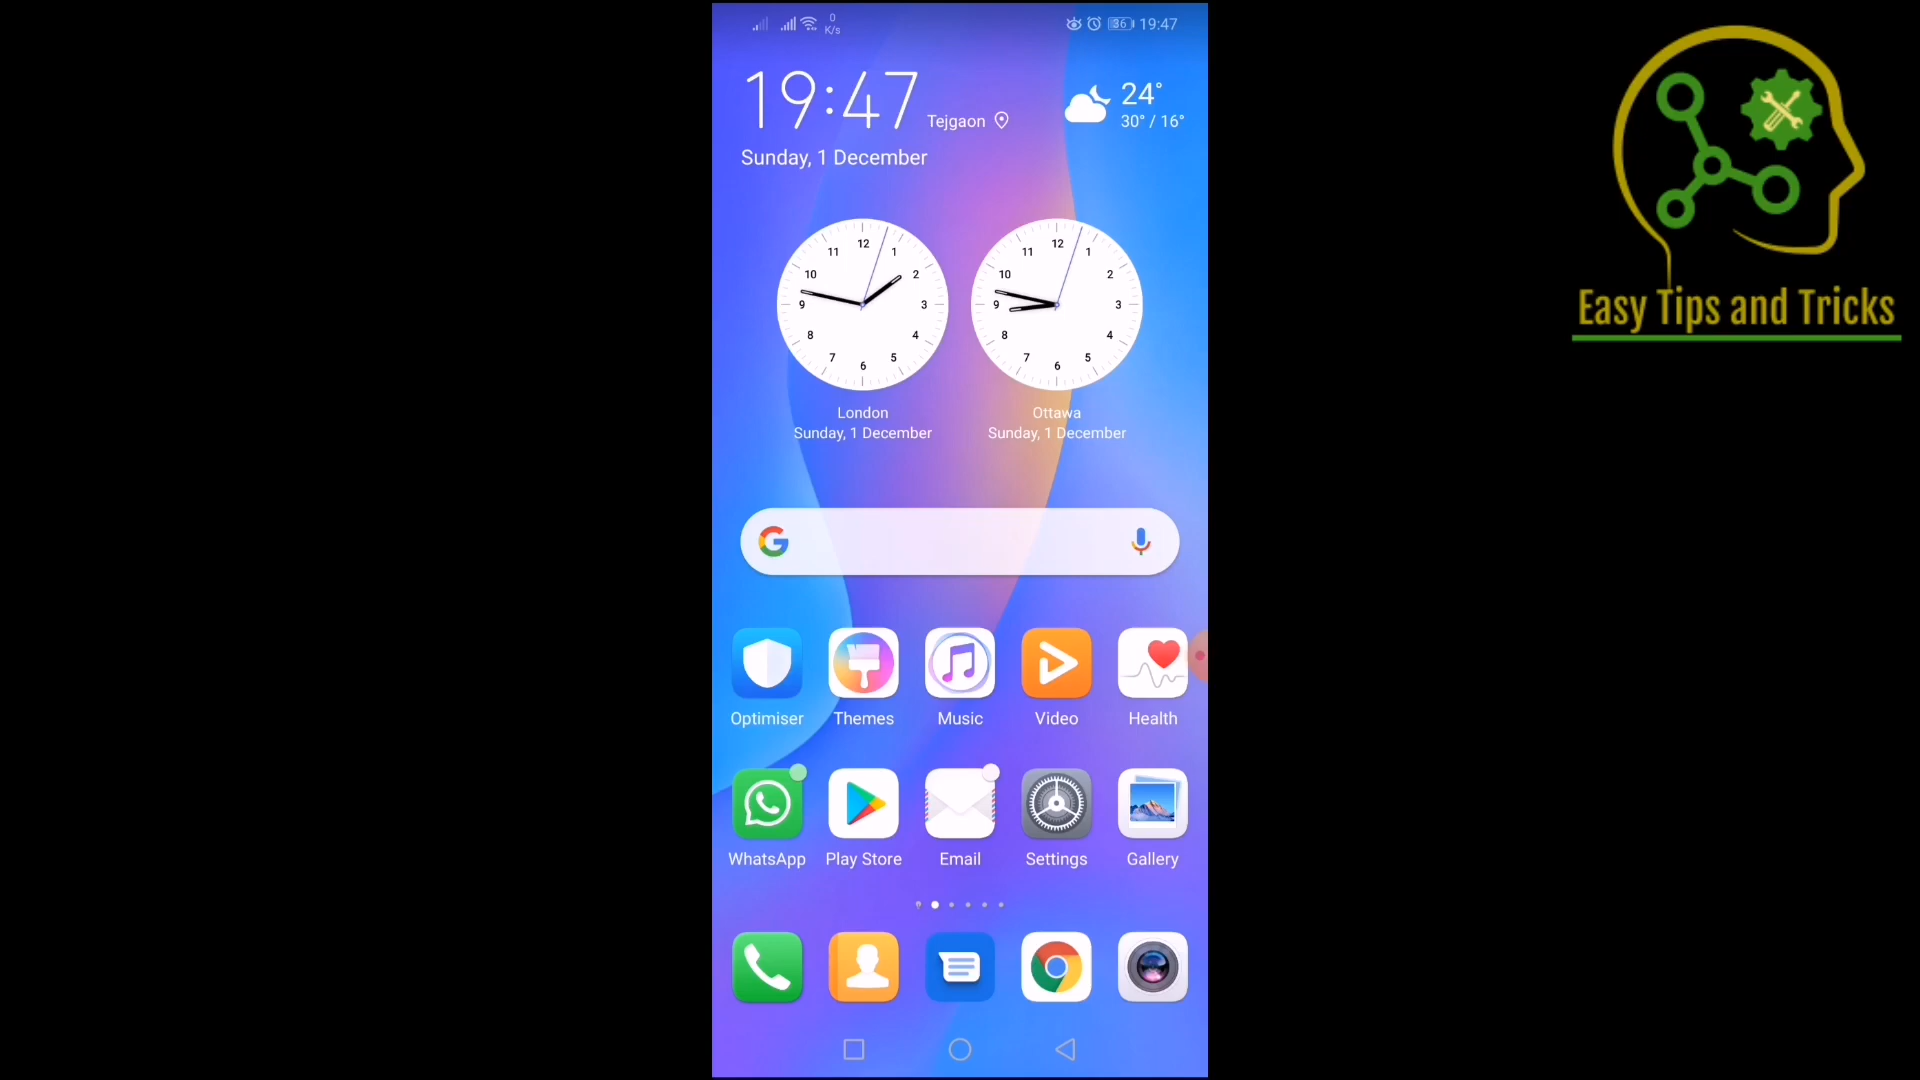 0
K/s
36 19:47
19:47 Tejgaon
24°
30° / 16°
Sunday, 1 December
12 1 2 3 4 5 6 7 8 9 10 11
12 1 2 3 4 5 6 7 8 9 10 11
London
Sunday, 1 December
Ottawa
Sunday, 1 December
Optimiser Themes Music Video Health
WhatsApp Play Store Email Settings Gallery
Easy Tips and Tricks